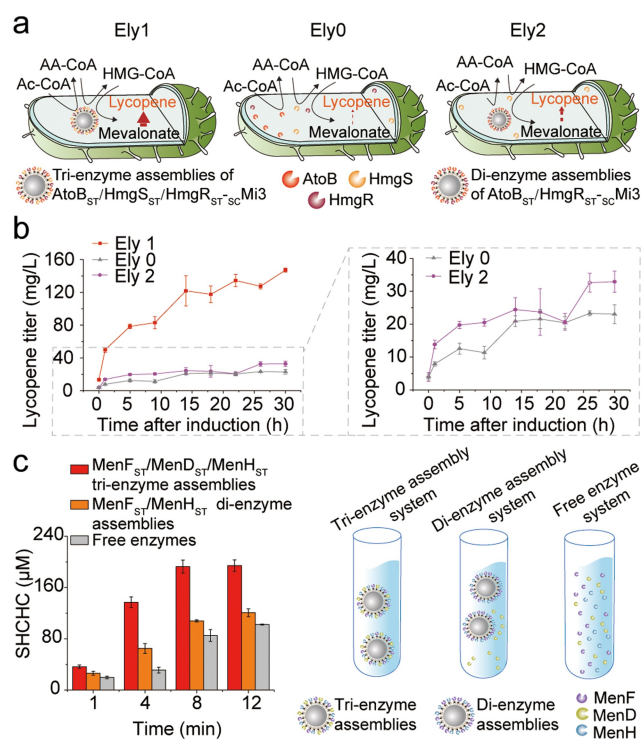 a
Ely1 Ely0 Ely2
AA-CoA
Ac-CoA
HMG-CoA
Lycopene
Mevalonate
Lycopene
Mevalonate
AA-CoA
Ac-CoA
HMG-CoA
Lycopene
Mevalonate
Tri-enzyme assemblies of
AtoBST/HmgSST/HmgRST-SCMi3
AtoB HmgS
HmgR
Di-enzyme assemblies
of AtoBST/HmgRST-SCMi3
b
Lycopene titer (mg/L)
160
120
80
40
0
Ely 1
Ely 0
Ely 2
0 5 10 15 20 25 30
Time after induction (h)
Lycopene titer (mg/L)
40
30
20
10
0
Ely 0
Ely 2
0 5 10 15 20 25 30
Time after induction (h)
c
MenFST/MenDST/MenHST
tri-enzyme assemblies
MenFST/MenHST di-enzyme
assemblies
Free enzymes
SHCHC (μM)
240
160
80
0
1 4 8 12
Time (min)
Tri-enzyme assembly
system
Di-enzyme assembly
system
Free enzyme
system
Tri-enzyme
assemblies
Di-enzyme
assemblies
MenF
MenD
MenH